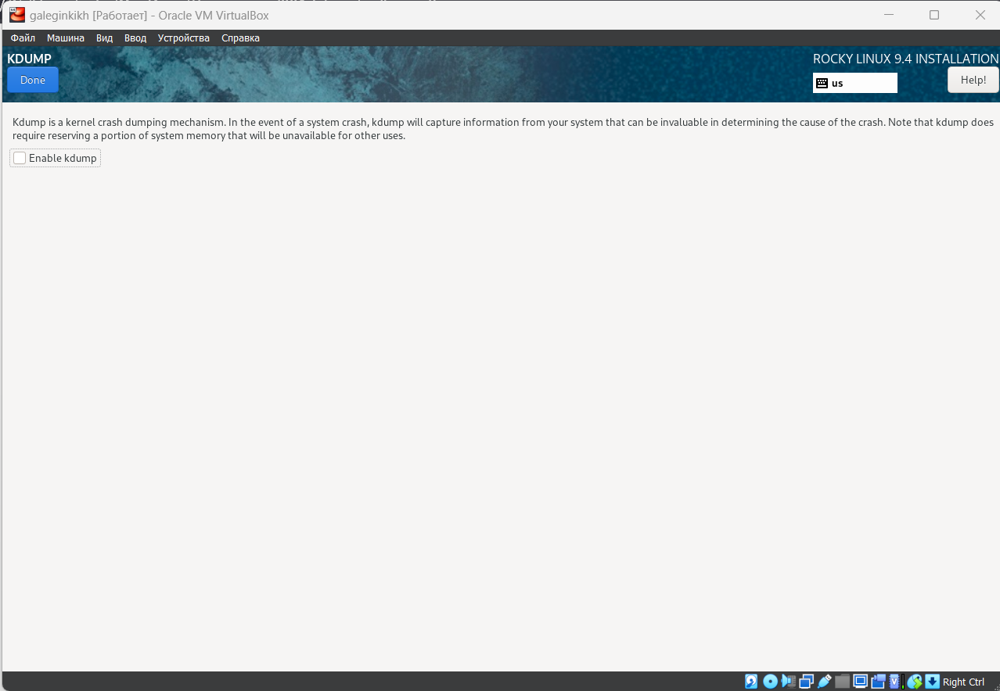 galeginkikh [Работает] - Oracle VM VirtualBox
Файл Машина Вид Ввод Устройства Справка
KDUMP
ROCKY LINUX 9.4 INSTALLATION
Done
us
Help!
Kdump is a kernel crash dumping mechanism. In the event of a system crash, kdump will capture information from your system that can be invaluable in determining the cause of the crash. Note that kdump does
require reserving a portion of system memory that will be unavailable for other uses.
Enable kdump
Right Ctrl